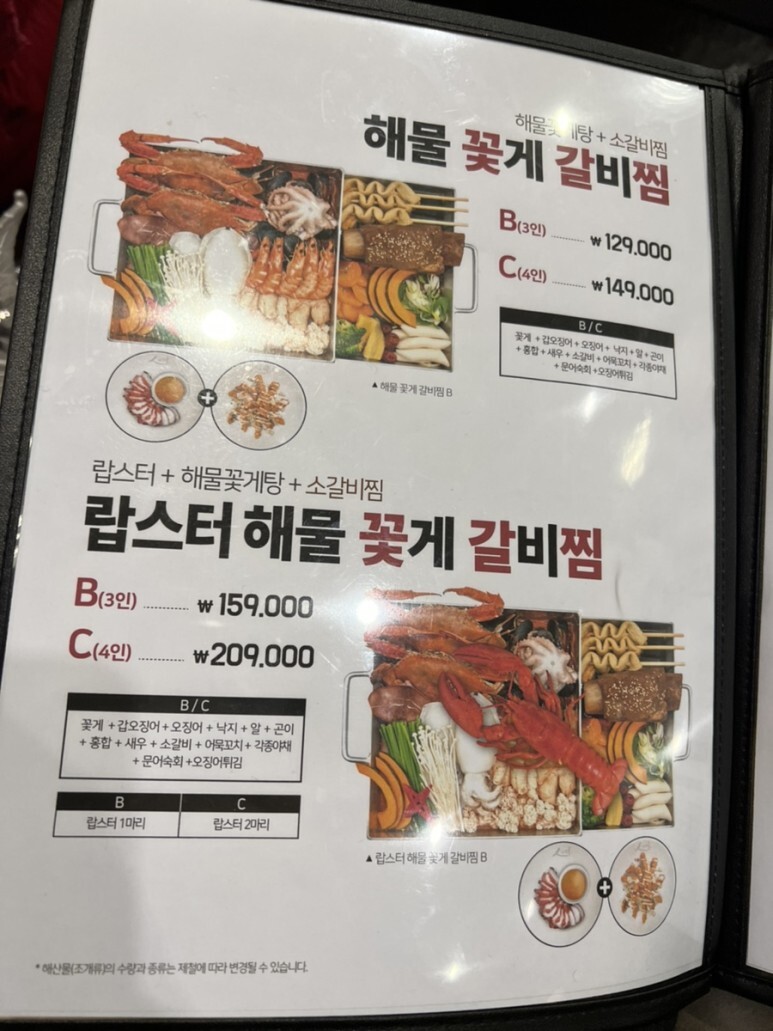 해물꽃게탕 + 소갈비찜
해물 꽃게 갈비찜
B(3인) ........... ₩ 129.000
C(4인) ........... ₩149.000
B / C
꽃게 + 갑오징어 + 오징어 + 낙지 + 알 + 곤이
+ 홍합 + 새우 + 소갈비 + 어묵꼬치 + 각종야채
+ 문어숙회 +오징어튀김
▲ 해물 꽃게 갈비찜 B
+
랍스터 + 해물꽃게탕 + 소갈비찜
랍스터 해물 꽃게 갈비찜
B(3인) ............... ₩ 159.000
C(4인) ............... ₩209.000
B / C
꽃게 + 갑오징어 + 오징어 + 낙지 + 알 + 곤이
+ 홍합 + 새우 + 소갈비 + 어묵꼬치+ 각종야채
+ 문어숙회 +오징어튀김
B C
랍스터 1마리 랍스터 2마리
▲ 랍스터 해물 꽃게 갈비찜 B
+
* 해산물(조개류)의 수량과 종류는 제철에 따라 변경될 수 있습니다.